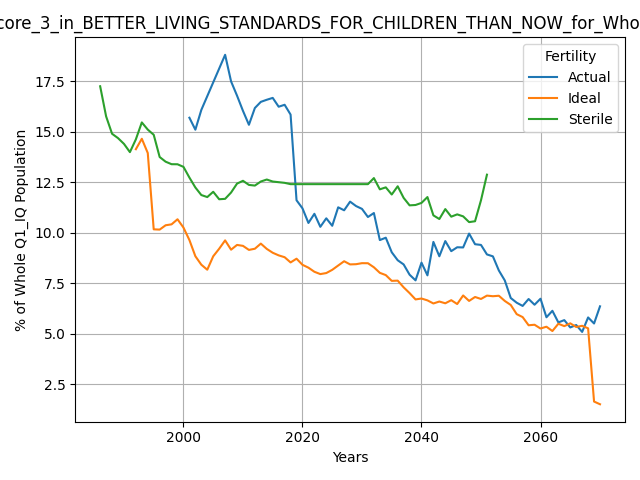 core_3_in_BETTER_LIVING_STANDARDS_FOR_CHILDREN_THAN_NOW_for_Who
Fertility
Actual
Ideal
Sterile
17.5
15.0
12.5
10.0
7.5
5.0
2.5
% of Whole Q1_IQ Population
2000
2020
2040
2060
Years